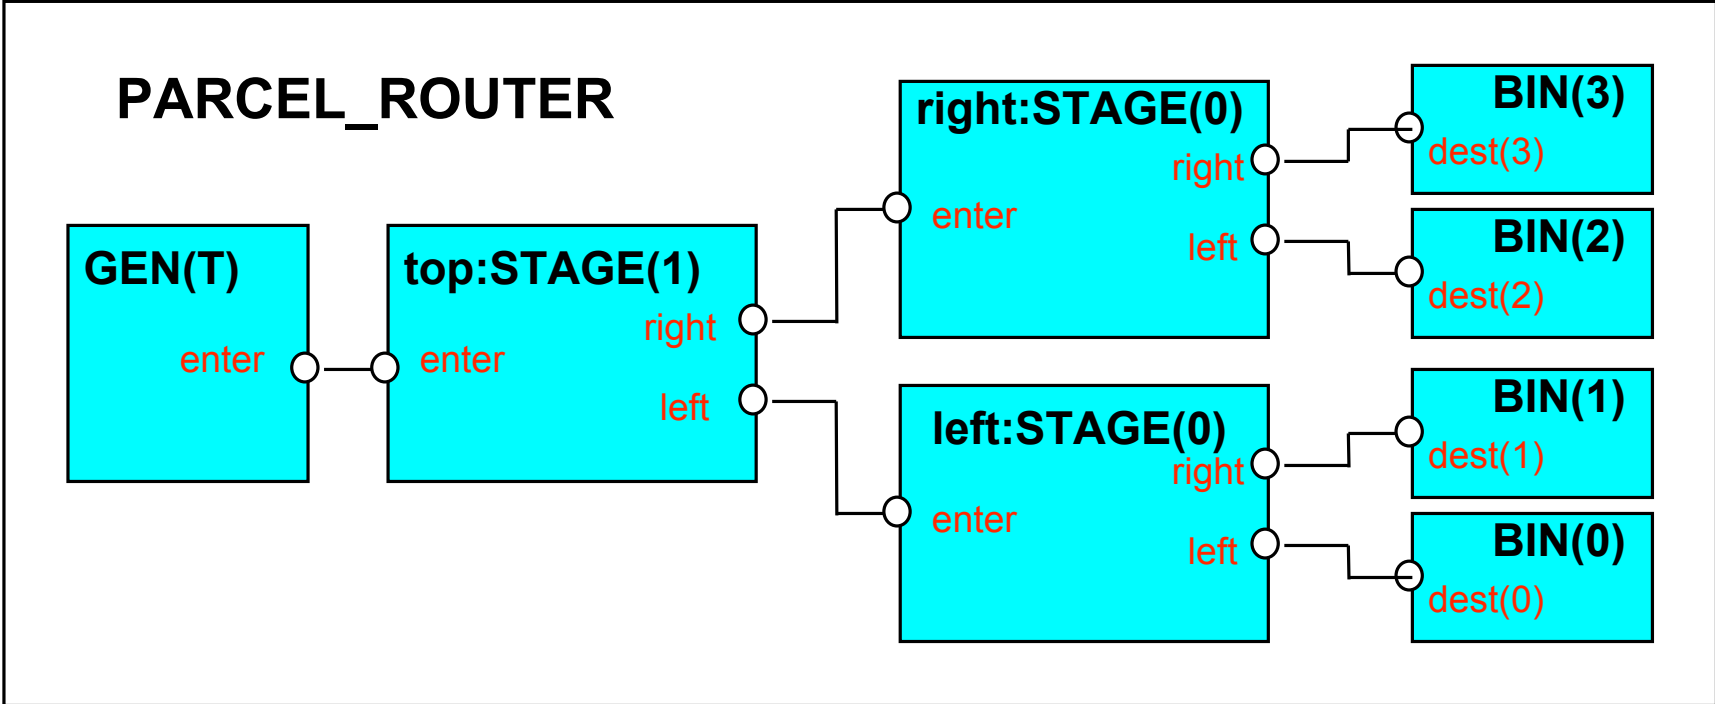 PARCEL_ROUTER
GEN(T)
enter
top:STAGE(1)
enter
right
left
right:STAGE(0)
enter
right
left
left:STAGE(0)
enter
right
left
BIN(3)
dest(3)
BIN(2)
dest(2)
BIN(1)
dest(1)
BIN(0)
dest(0)